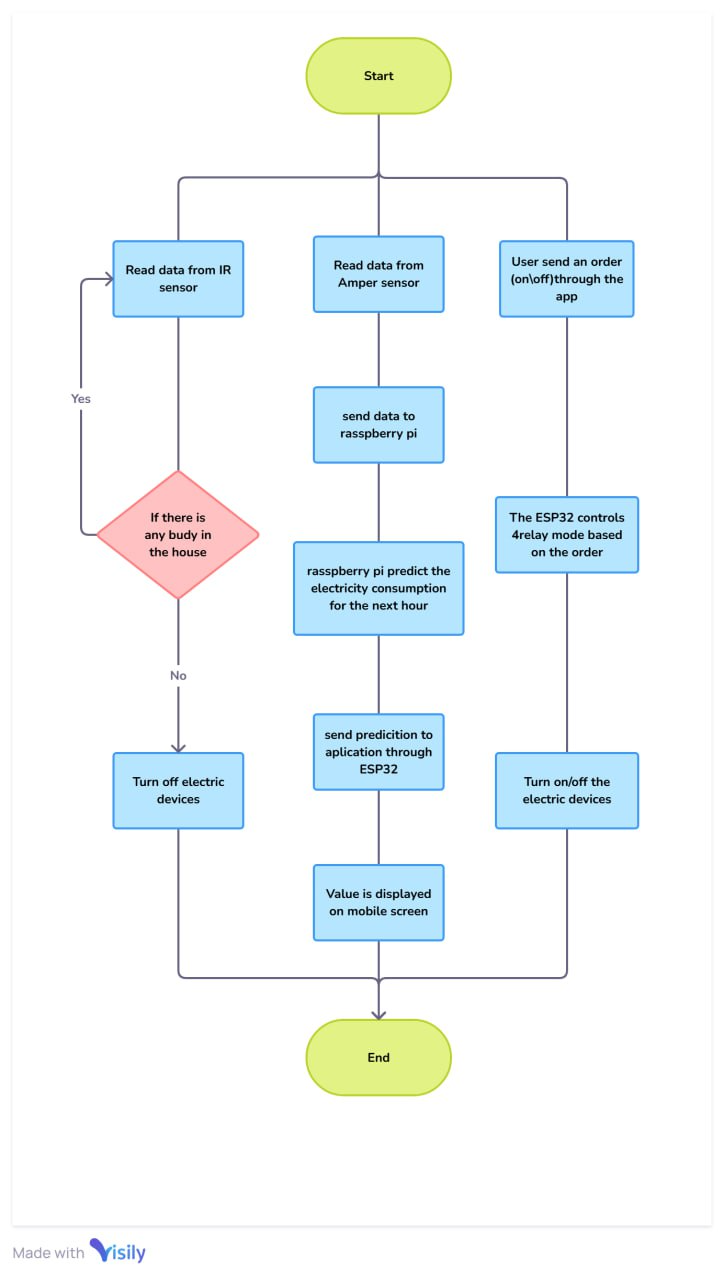 Start
Read data from IR
sensor
Read data from
Amper sensor
User send an order
(on\off)through the
app
Yes
send data to
rasspberry pi
If there is
any budy in
the house
The ESP32 controls
4relay mode based
on the order
rasspberry pi predict the
electricity consumption
for the next hour
No
send predicition to
aplication through
ESP32
Turn off electric
devices
Turn on/off the
electric devices
Value is displayed
on mobile screen
End
Made with Visily